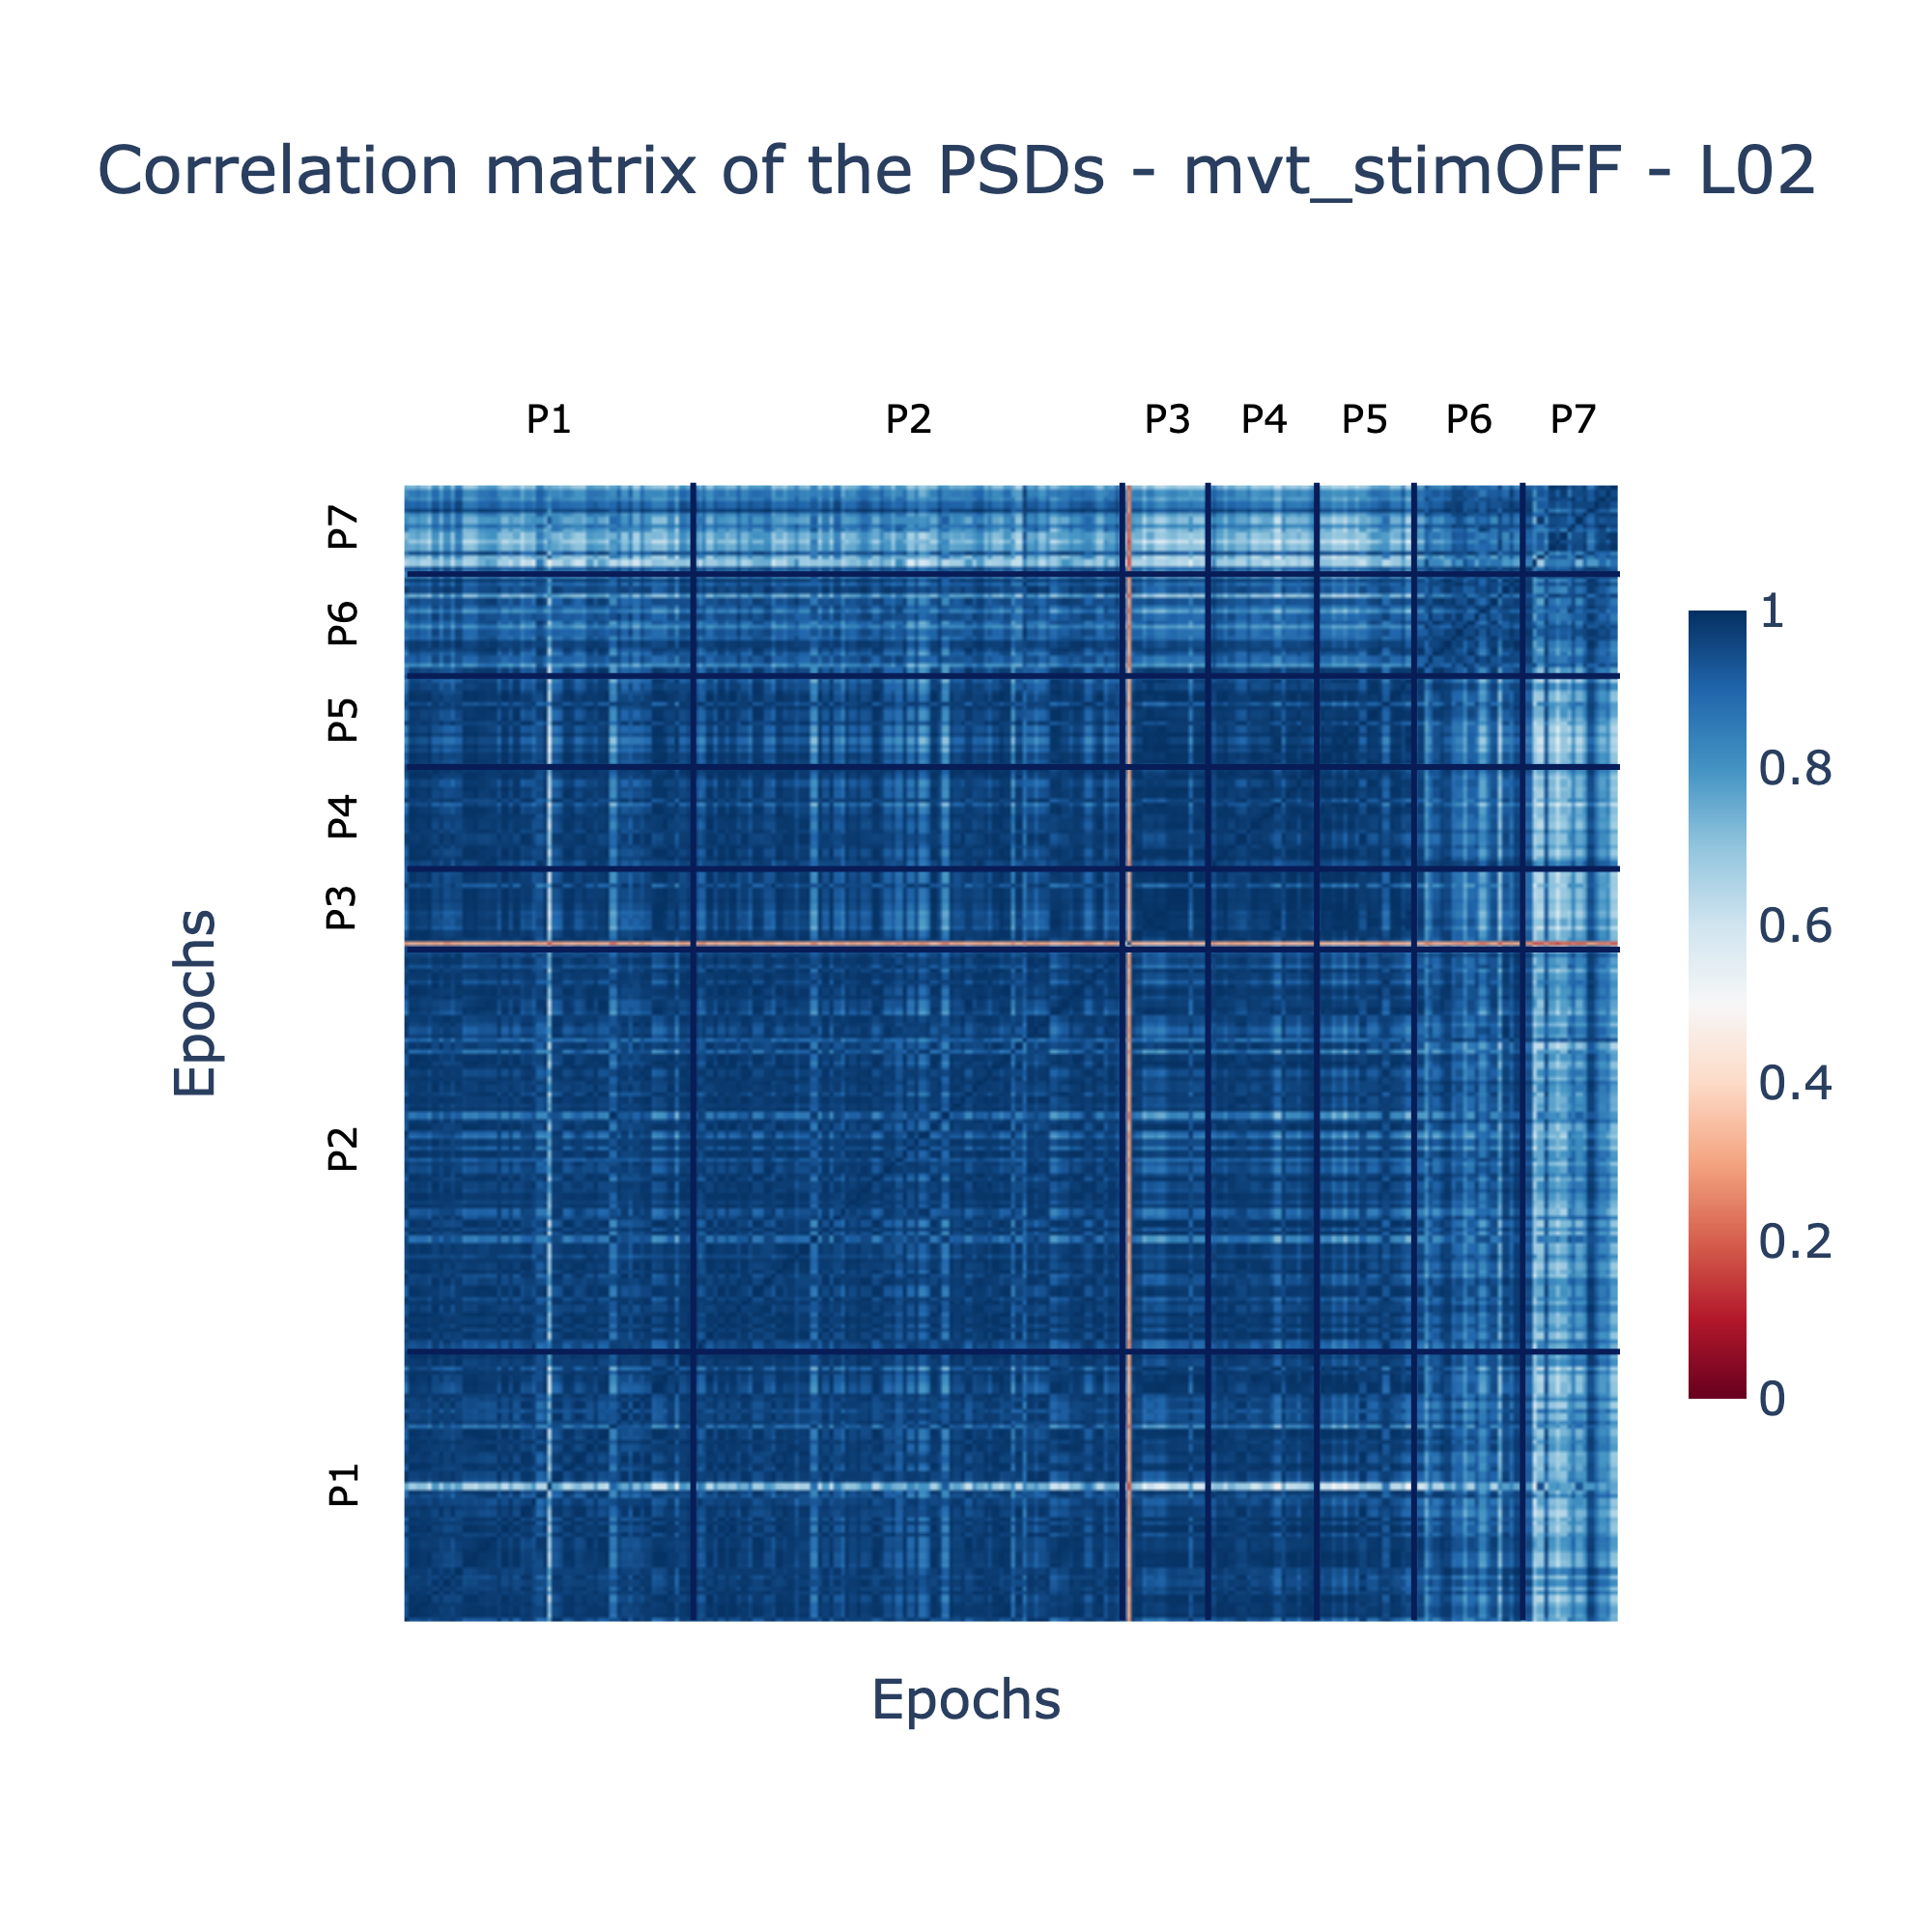 Correlation matrix of the PSDs - mvt_stimOFF - L02
P1 P2 P3 P4 P5 P6 P7
P7
P6
P5
P4
P3
P2
P1
Epochs
Epochs
1
0.8
0.6
0.4
0.2
0